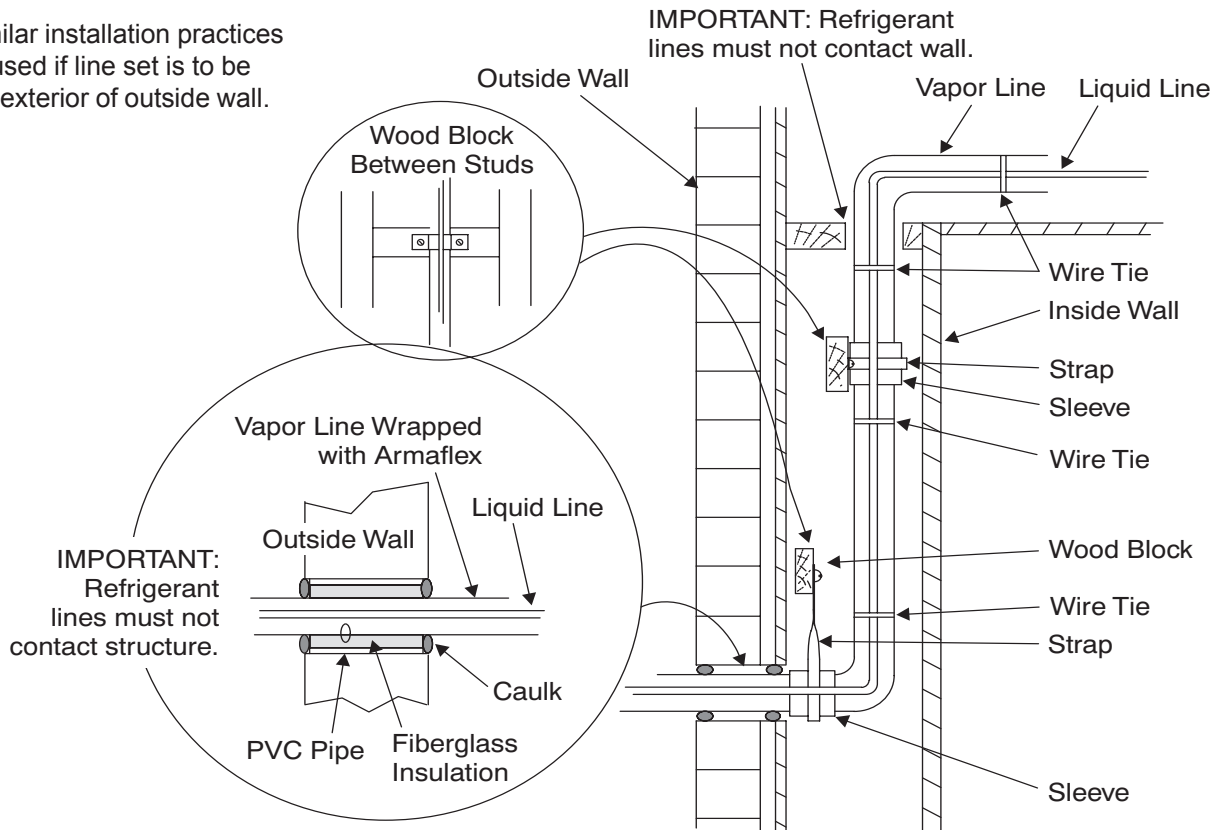 used if line set is to be
exterior of outside wall.
installation practices
IMPORTANT: Refrigerant
lines must not contact wall.
Outside Wall
Vapor Line
Liquid Line
Wood Block
Between Studs
Wire Tie
Inside Wall
Strap
Sleeve
Wire Tie
Vapor Line Wrapped
with Armaflex
Liquid Line
Outside Wall
IMPORTANT:
Refrigerant
lines must not
contact structure.
Caulk
PVC Pipe
Fiberglass
Insulation
Wood Block
Wire Tie
Strap
Sleeve